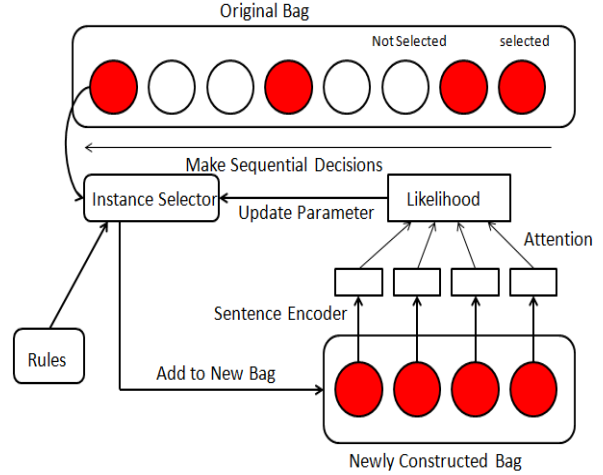 Original Bag
Not Selected
selected
Make Sequential Decisions
Instance Selector
Likelihood
Update Parameter
Attention
Sentence Encoder
Rules
Add to New Bag
Newly Constructed Bag